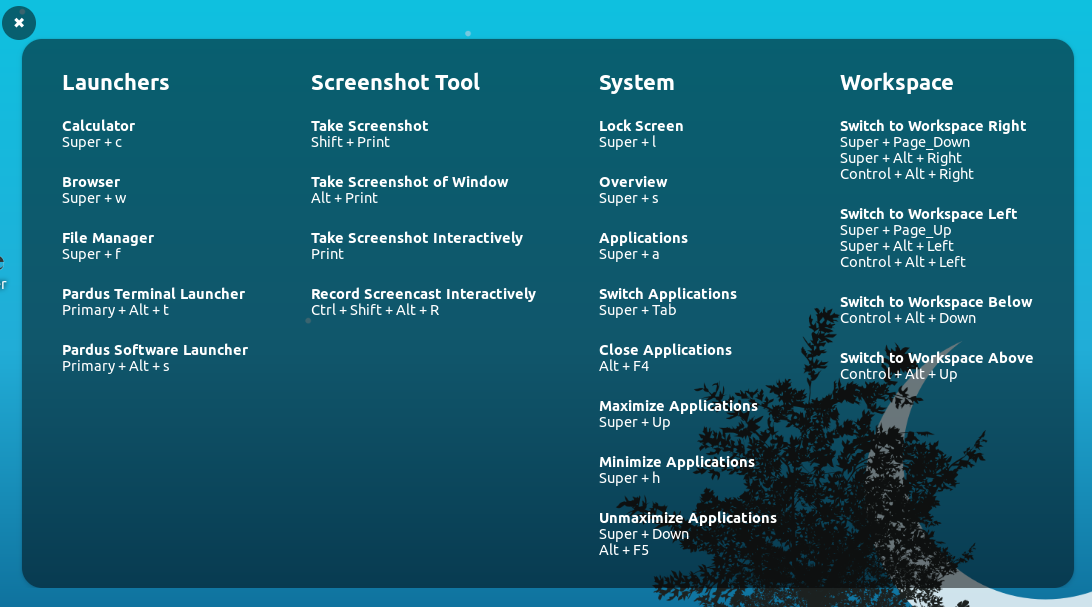 Launchers
Calculator
Super + c
Browser
Super + w
File Manager
Super + f
Pardus Terminal Launcher
Primary + Alt + t
Pardus Software Launcher
Primary + Alt + s
Screenshot Tool
Take Screenshot
Shift + Print
Take Screenshot of Window
Alt + Print
Take Screenshot Interactively
Print
Record Screencast Interactively
Ctrl + Shift + Alt + R
System
Lock Screen
Super + l
Overview
Super + s
Applications
Super + a
Switch Applications
Super + Tab
Close Applications
Alt + F4
Maximize Applications
Super + Up
Minimize Applications
Super + h
Unmaximize Applications
Super + Down
Alt + F5
Workspace
Switch to Workspace Right
Super + Page_Down
Super + Alt + Right
Control + Alt + Right
Switch to Workspace Left
Super + Page_Up
Super + Alt + Left
Control + Alt + Left
Switch to Workspace Below
Control + Alt + Down
Switch to Workspace Above
Control + Alt + Up